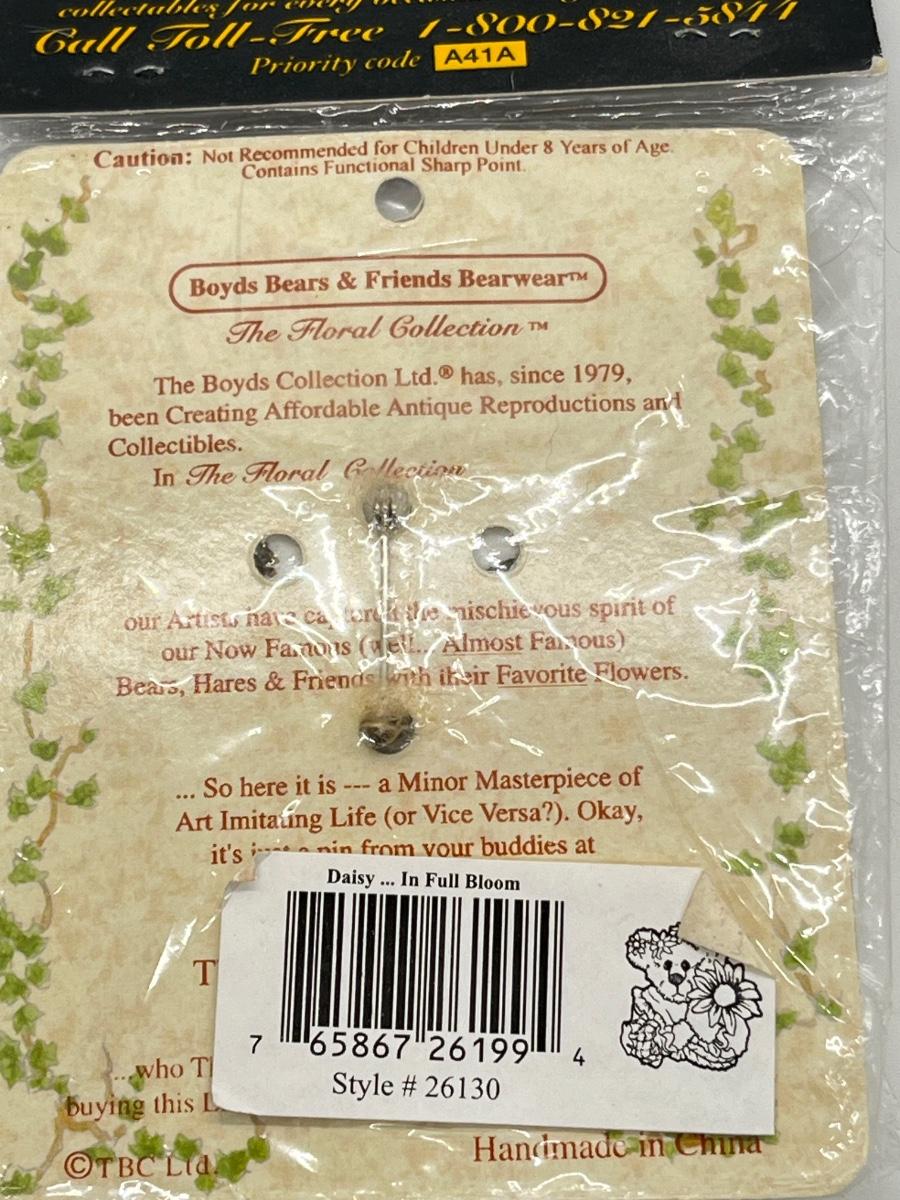 collectables for every
Call Toll-Free 1-800-821-5844
Priority code A41A
Caution: Not Recommended for Children Under 8 Years of Age.
Contains Functional Sharp Point.
Boyds Bears & Friends Bearwear™
The Floral Collection™
The Boyds Collection Ltd.® has, since 1979,
been Creating Affordable Antique Reproductions and
Collectibles.
In The Floral Collection
our Artists have captured the mischievous spirit of
our Now Famous (well... Almost Famous)
Bears, Hares & Friends with their Favorite Flowers.
... So here it is --- a Minor Masterpiece of
Art Imitating Life (or Vice Versa?). Okay,
it's just a pin from your buddies at
Daisy ... In Full Bloom
7 65867 26199 4
Style # 26130
T
...who T
buying this
Handmade in China
©TBC Ltd.